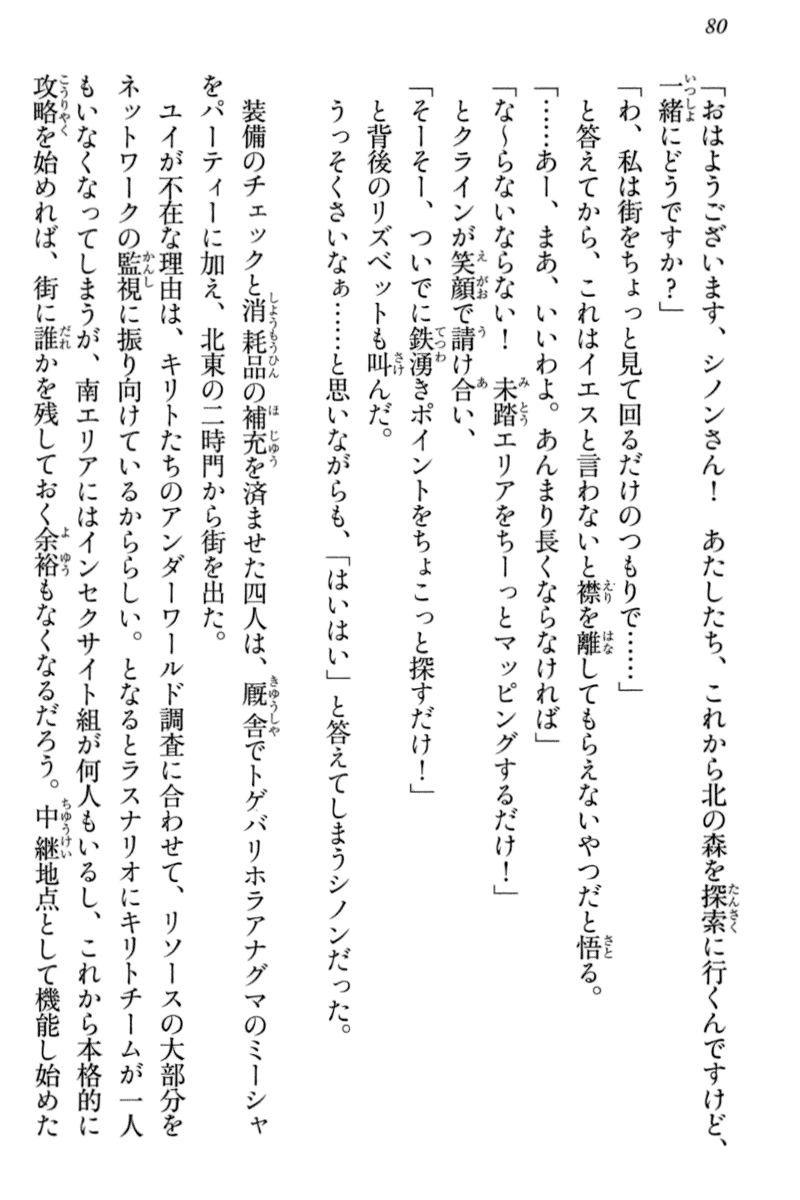 80
「おはようございます、シノンさん！　あたしたち、これから北の森を探索に行くんですけど、
一緒にどうですか？」
「わ、私は街をちょっと見て回るだけのつもりで……」
と答えてから、これはイエスと言わないと襟を離してもらえないやつだと悟る。
「……あー、まあ、いいわよ。あんまり長くならなければ」
「な～らないならない！　未踏エリアをちーっとマッピングするだけ！」
とクラインが笑顔で請け合い、
「そーそー、ついでに鉄湧きポイントをちょこっと探すだけ！」
と背後のリズベットも叫んだ。
うっそくさいなぁ……と思いながらも、「はいはい」と答えてしまうシノンだった。
装備のチェックと消耗品の補充を済ませた四人は、厩舎でトゲバリホラアナグマのミーシャ
をパーティーに加え、北東の二時門から街を出た。
ユイが不在な理由は、キリトたちのアンダーワールド調査に合わせて、リソースの大部分を
ネットワークの監視に振り向けているかららしい。となるとラスナリオにキリトチームが一人
もいなくなってしまうが、南エリアにはインセクサイト組が何人もいるし、これから本格的に
攻略を始めれば、街に誰かを残しておく余裕もなくなるだろう。中継地点として機能し始めた